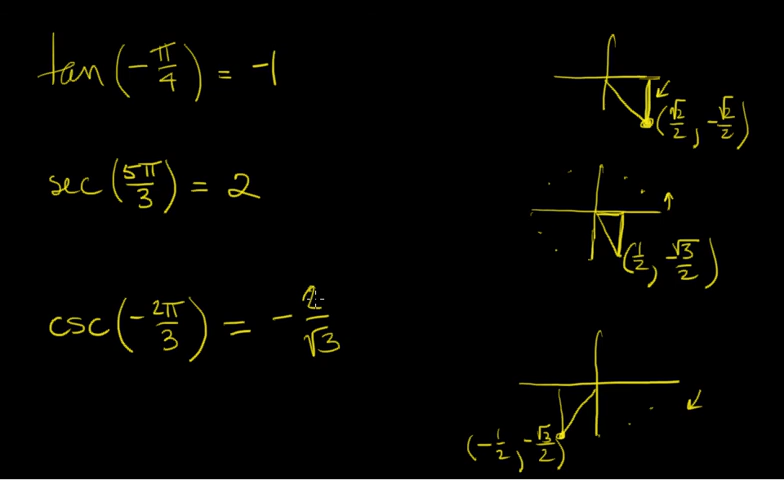 tan(-π/4) = -1
(√2/2, -√2/2)
sec(5π/3) = 2
(1/2, -√3/2)
csc(-2π/3) = -2/√3
(-1/2, -√3/2)